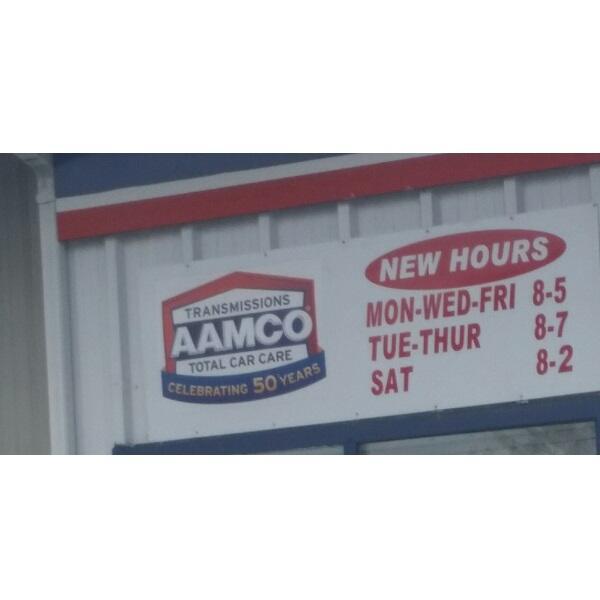 TRANSMISSIONS
AAMCO
TOTAL CAR CARE
CELEBRATING 50 YEARS
NEW HOURS
MON-WED-FRI 8-5
TUE-THUR 8-7
SAT 8-2